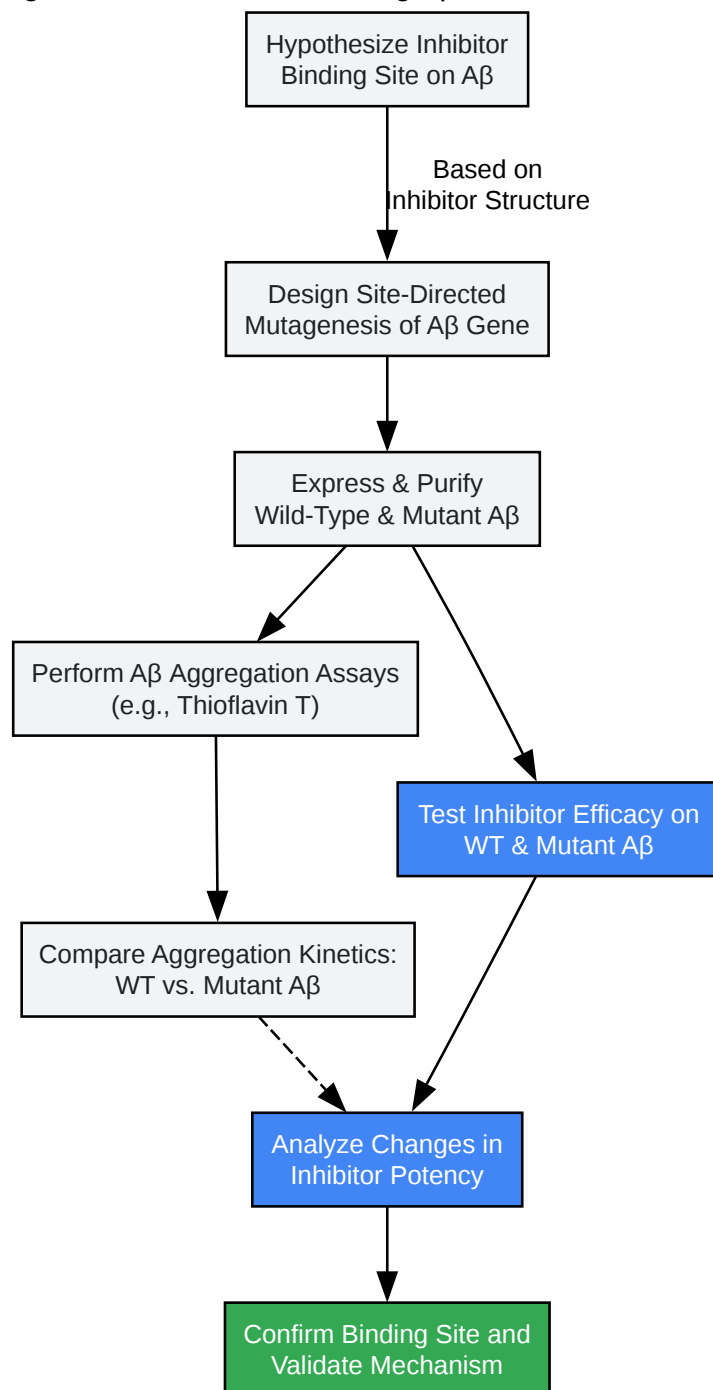 Hypothesize Inhibitor
Binding Site on Aβ
Based on
Inhibitor Structure
Design Site-Directed
Mutagenesis of Aβ Gene
Express & Purify
Wild-Type & Mutant Aβ
Perform Aβ Aggregation Assays
(e.g., Thioflavin T)
Test Inhibitor Efficacy on
WT & Mutant Aβ
Compare Aggregation Kinetics:
WT vs. Mutant Aβ
Analyze Changes in
Inhibitor Potency
Confirm Binding Site and
Validate Mechanism